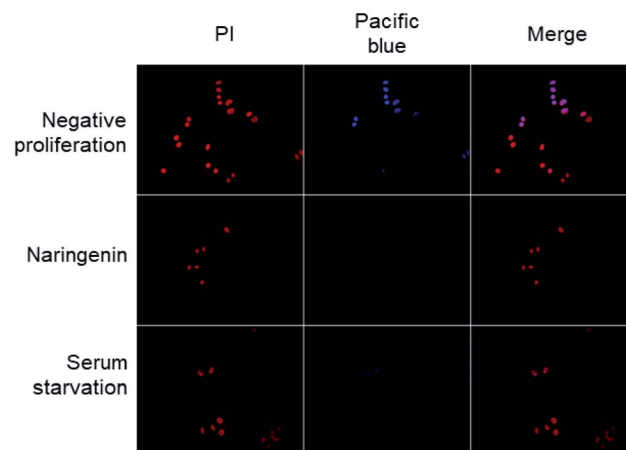 PI
Pacific
blue
Merge
Negative
proliferation
Naringenin
Serum
starvation